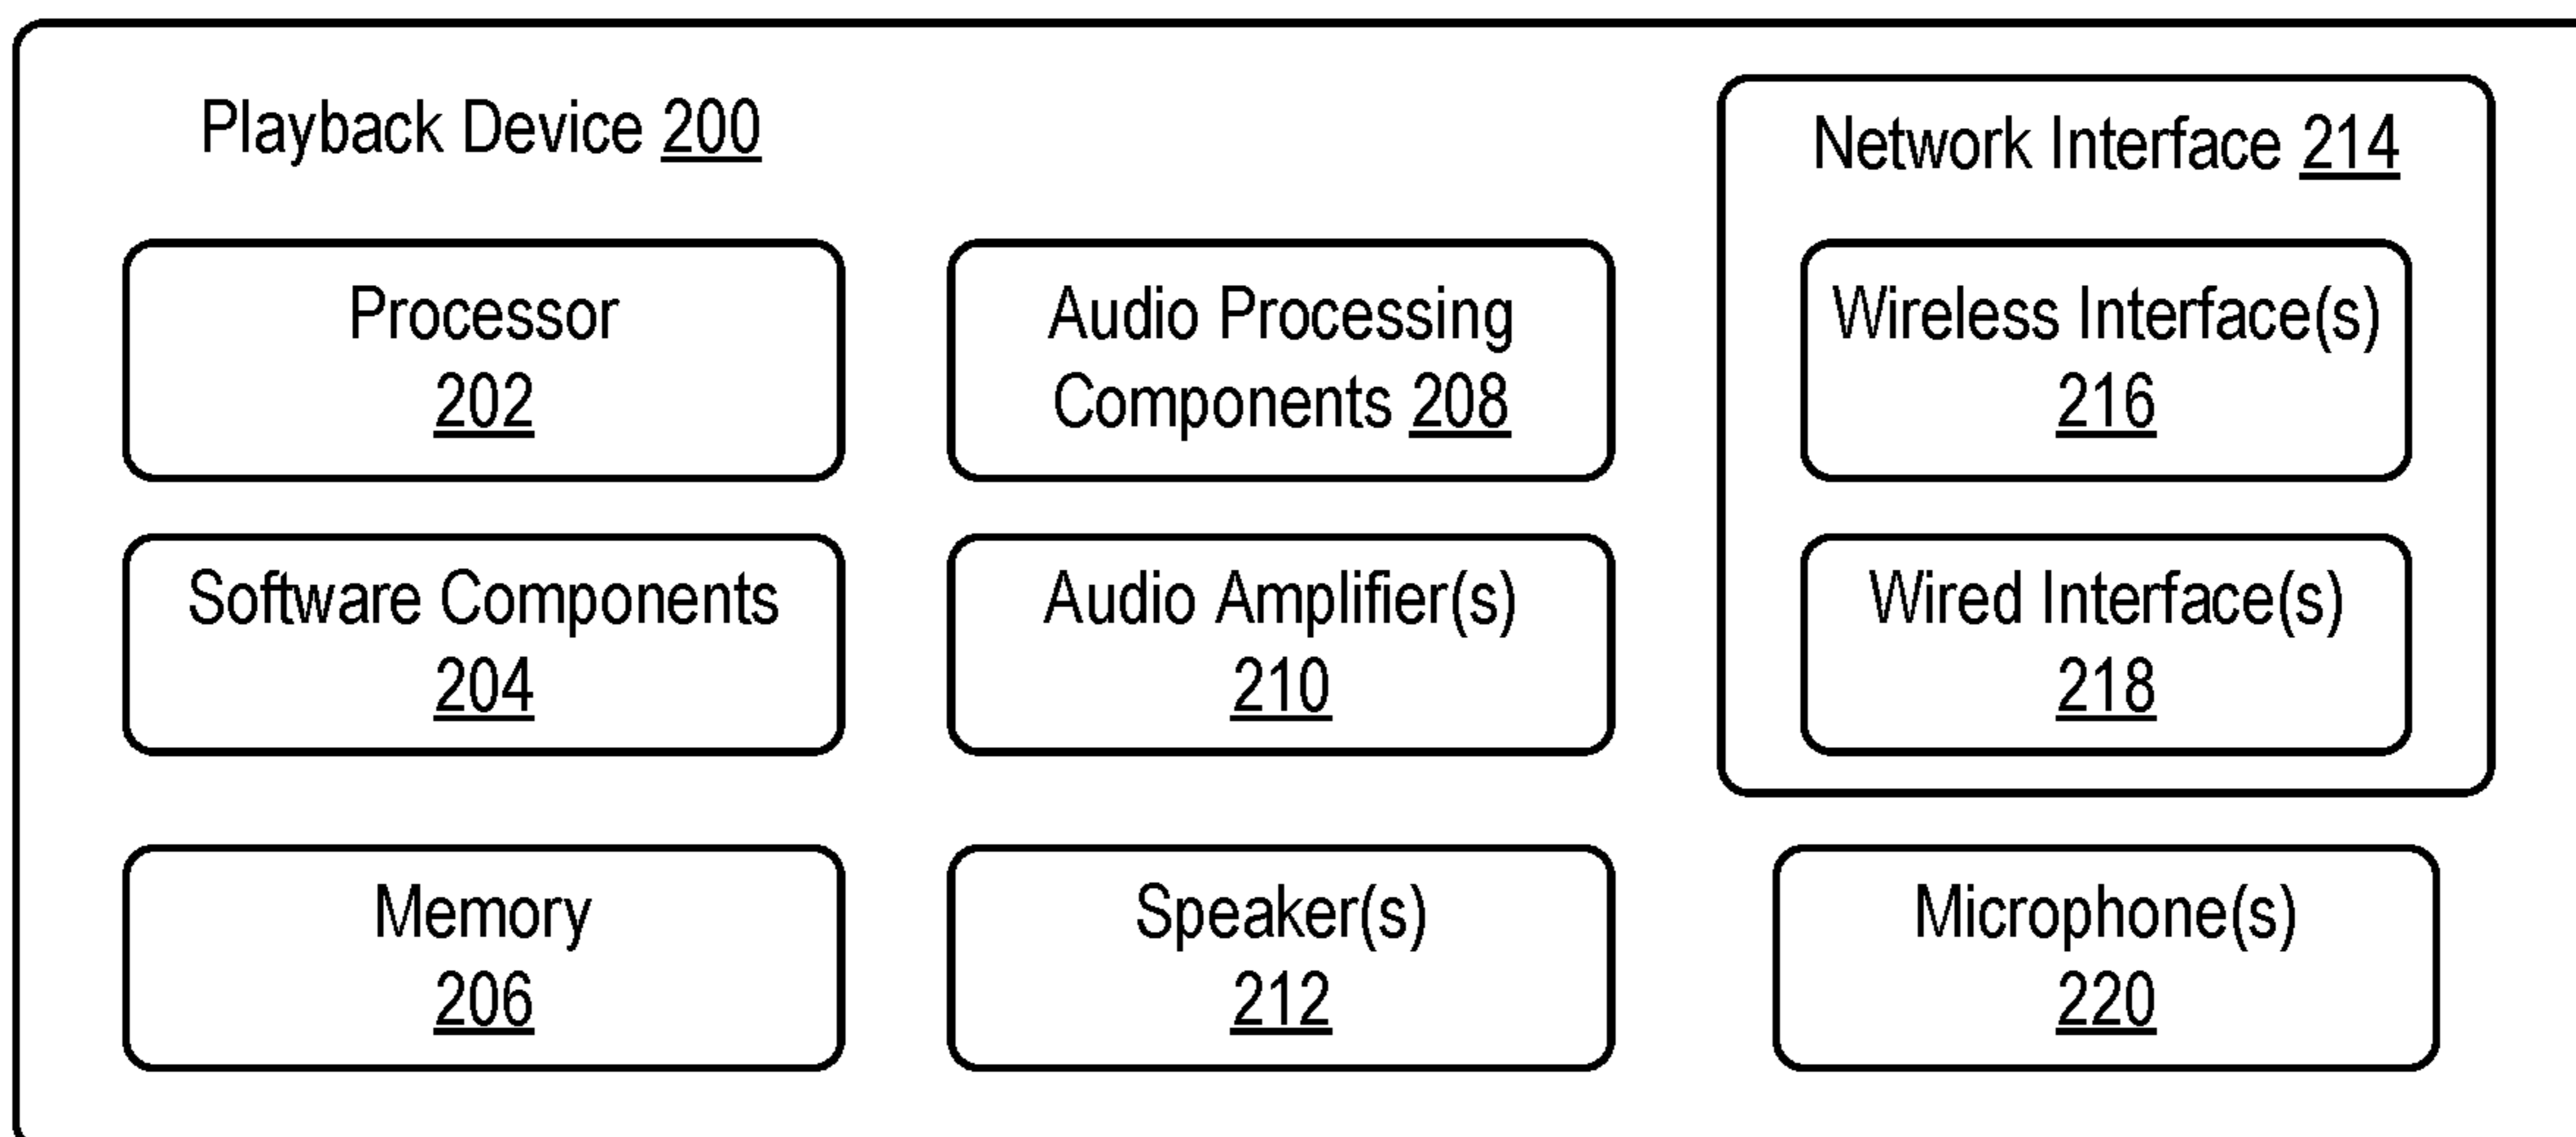 Playback Device 200
Processor
202
Software Components
204
Memory
206
Audio Processing
Components 208
Audio Amplifier(s)
210
Speaker(s)
212
Network Interface 214
Wireless Interface(s)
216
Wired Interface(s)
218
Microphone(s)
220